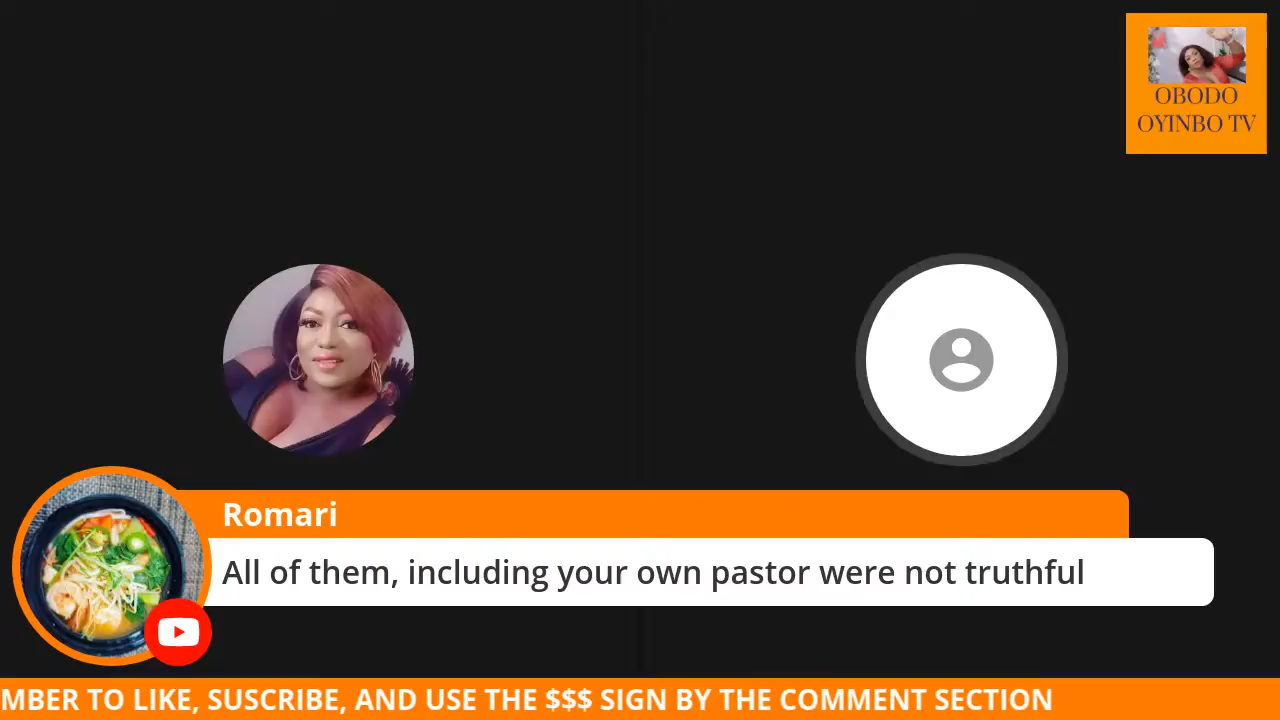 OBODO
OYINBO TV
Romari
All of them, including your own pastor were not truthful
MBER TO LIKE, SUSCRIBE, AND USE THE $$$ SIGN BY THE COMMENT SECTION